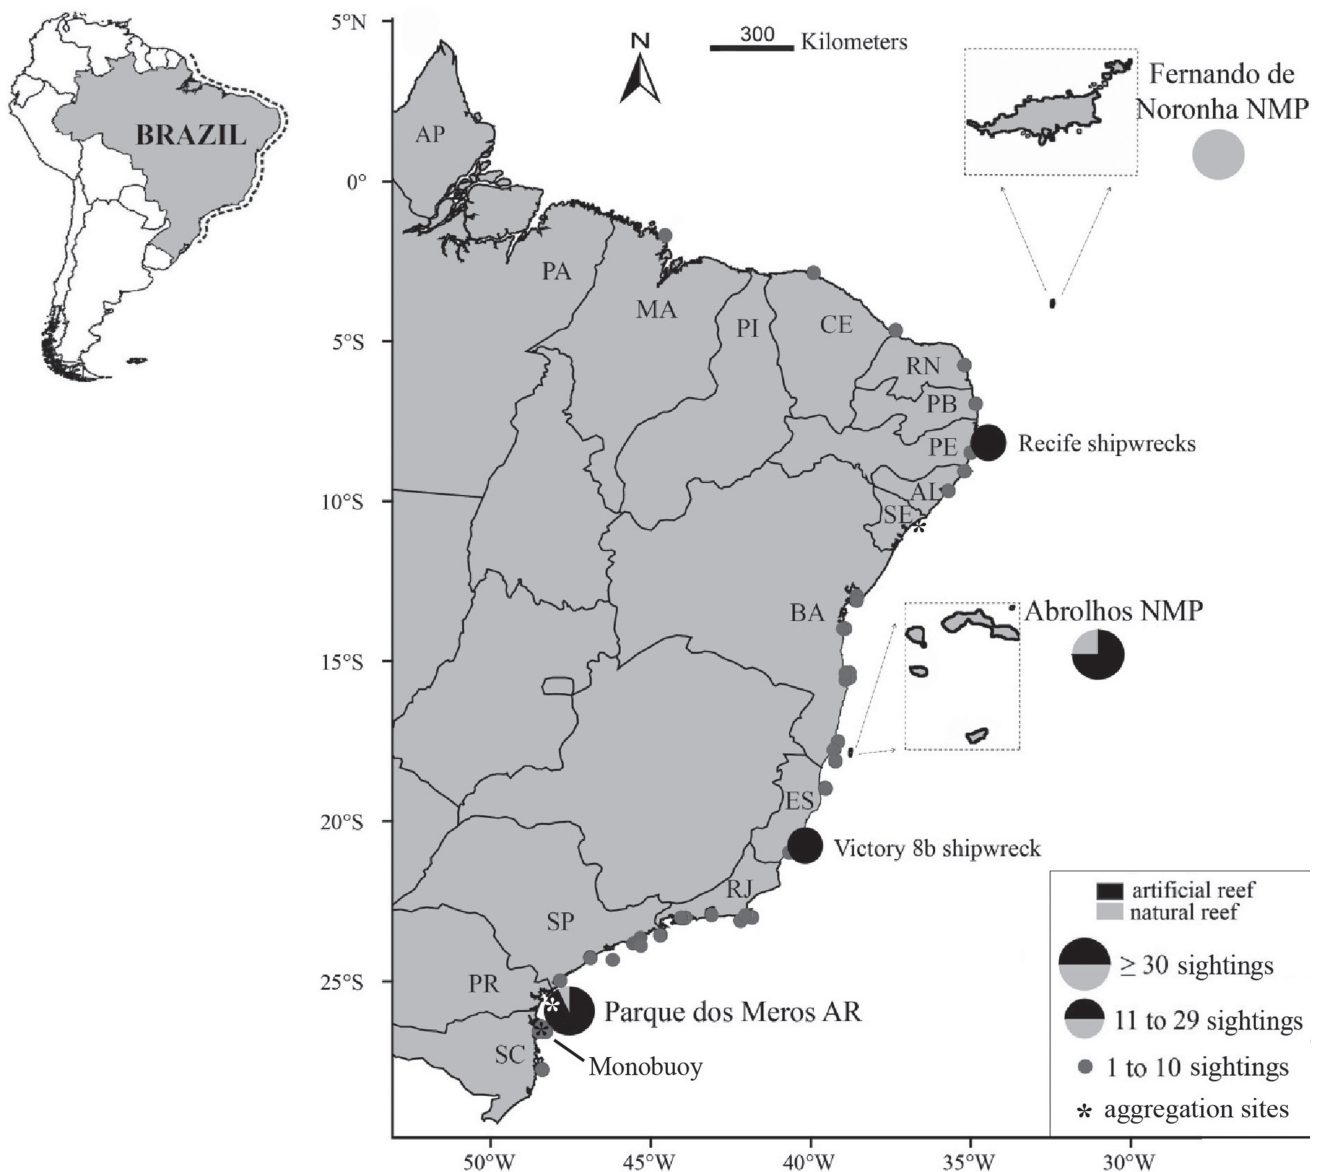 BRAZIL
5°N
0°
5°S
10°S
15°S
20°S
25°S
50°W
45°W
40°W
35°W
30°W
N
300
Kilometers
Fernando de
Noronha NMP
AP
PA
MA
PI
CE
RN
PB
PE
AL
SE
BA
ES
RJ
SP
PR
SC
Recife shipwrecks
Abrolhos NMP
Victory 8b shipwreck
Parque dos Meros AR
Monobuoy
artificial reef
natural reef
≥ 30 sightings
11 to 29 sightings
1 to 10 sightings
* aggregation sites